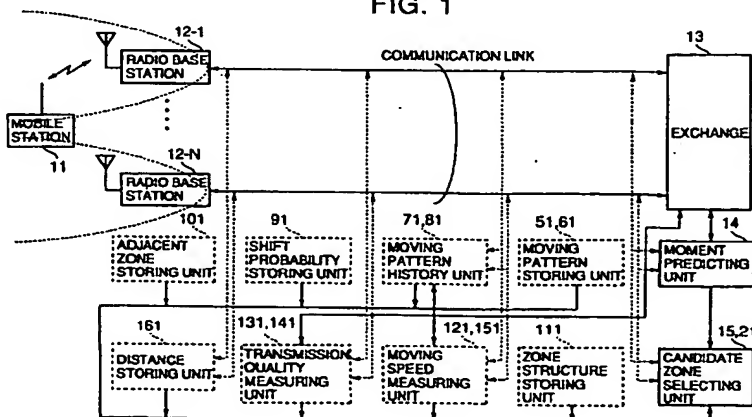 FIG. 1
12-1
RADIO BASE
STATION
COMMUNICATION LINK
13
EXCHANGE
MOBILE
STATION
11
12-N
RADIO BASE
STATION
101
ADJACENT
ZONE
STORING UNIT
91
SHIFT
PROBABILITY
STORING UNIT
71,81
MOVING
PATTERN
HISTORY UNIT
51,61
MOVING
PATTERN
STORING UNIT
14
MOMENT
PREDICTING
UNIT
161
DISTANCE
STORING UNIT
131,141
TRANSMISSION
QUALITY
MEASURING
UNIT
121,151
MOVING
SPEED
MEASURING
UNIT
111
ZONE
STRUCTURE
STORING
UNIT
15,21
CANDIDATE
ZONE
SELECTING
UNIT